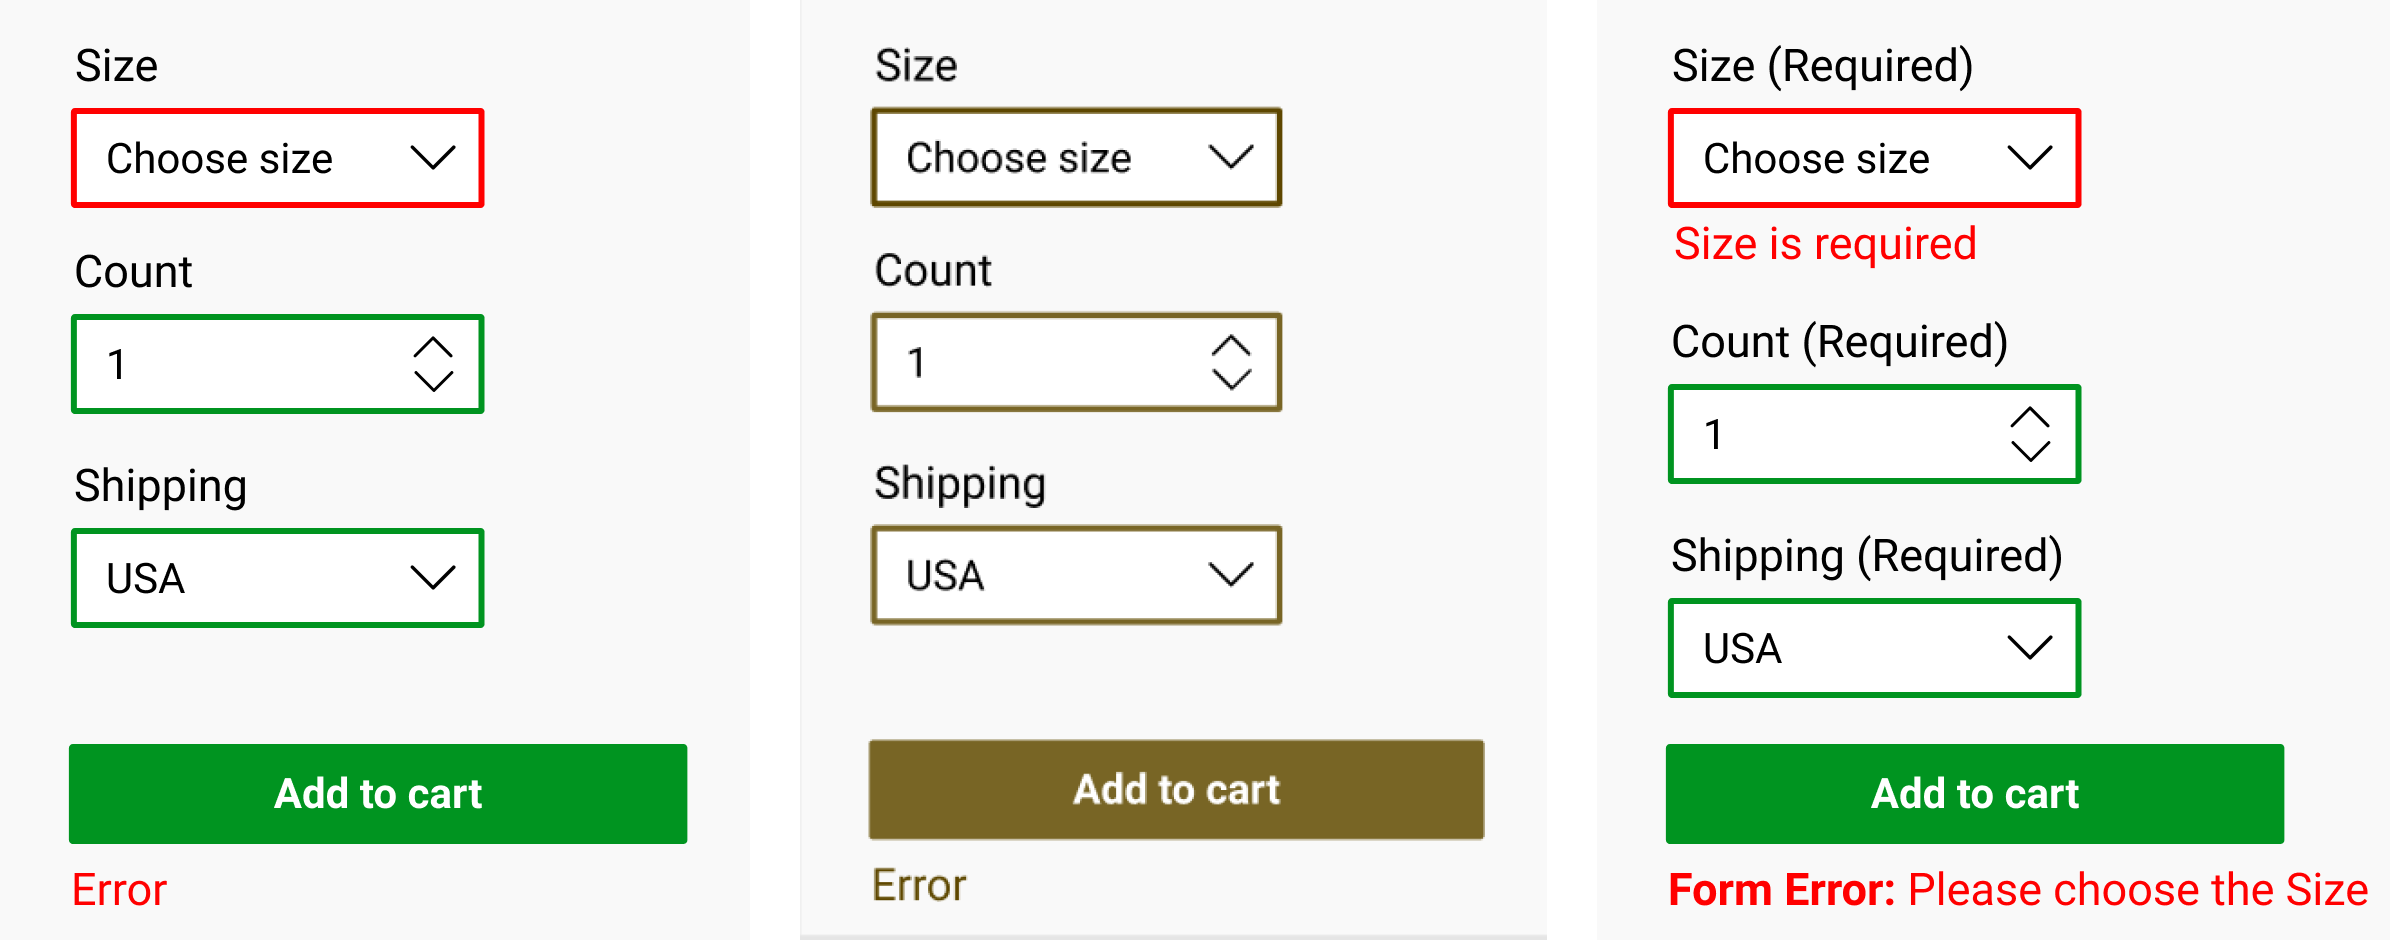 Size
Choose size
Count
1
Shipping
USA
Add to cart
Error
Size
Choose size
Count
1
Shipping
USA
Add to cart
Error
Size (Required)
Choose size
Size is required
Count (Required)
1
Shipping (Required)
USA
Add to cart
Form Error: Please choose the Size